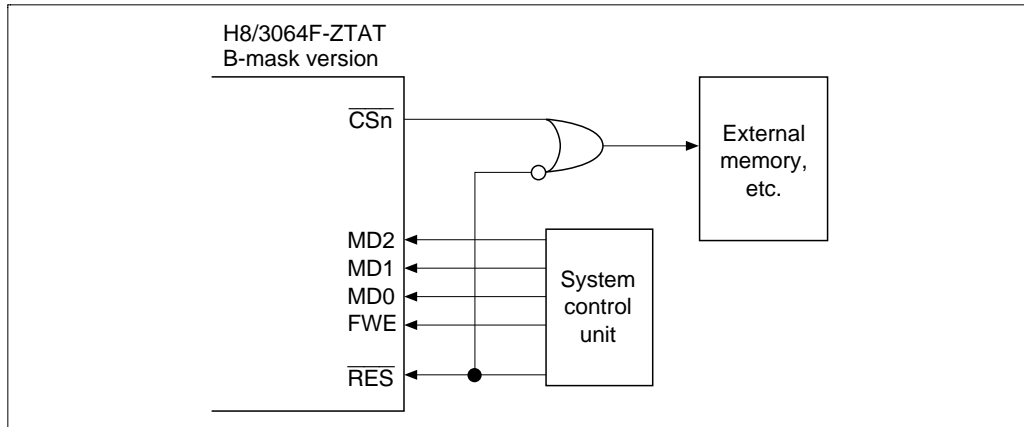 H8/3064F-ZTAT
B-mask version
CSn
External
memory,
etc.
MD2
MD1
MD0
FWE
RES
System
control
unit